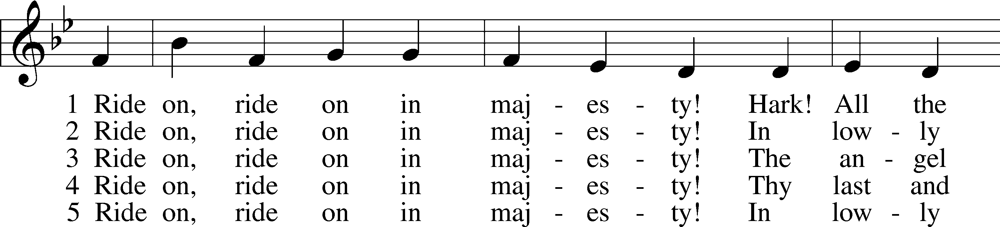 1 Ride on, ride on in maj - es - ty! Hark! All the
2 Ride on, ride on in maj - es - ty! In low - ly
3 Ride on, ride on in maj - es - ty! The an - gel
4 Ride on, ride on in maj - es - ty! Thy last and
5 Ride on, ride on in maj - es - ty! In low - ly